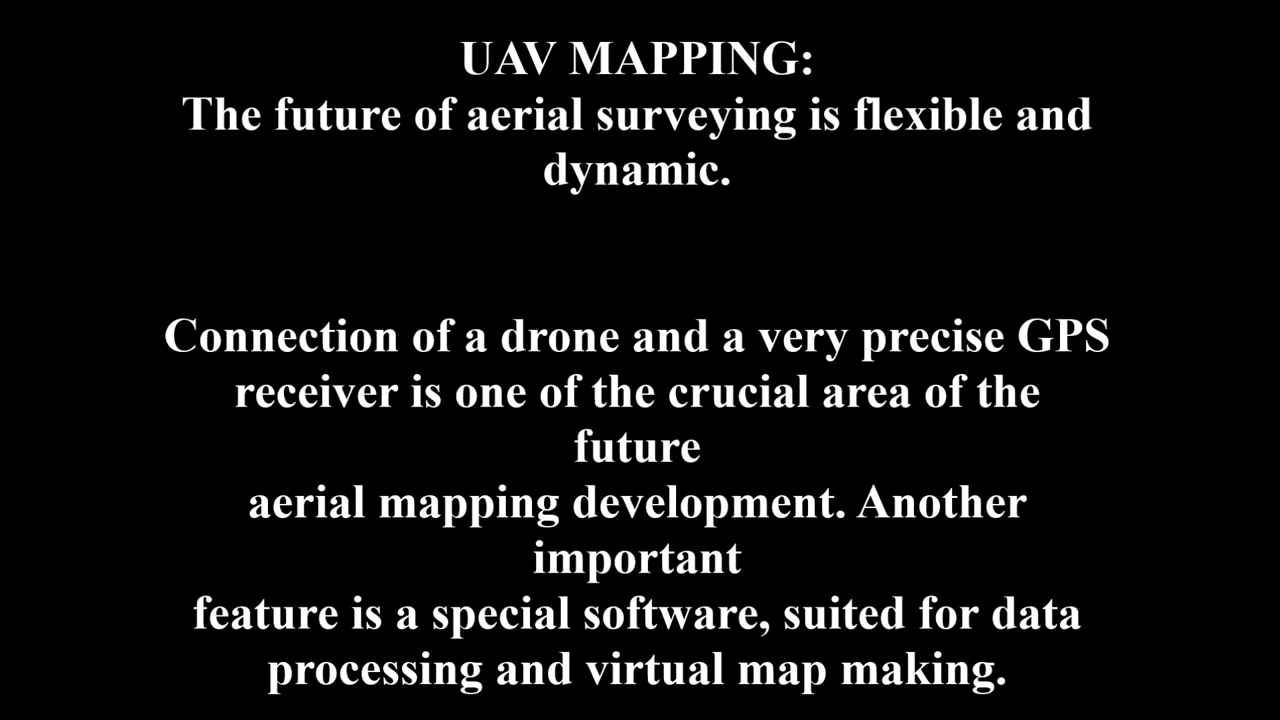 UAV MAPPING:
The future of aerial surveying is flexible and
dynamic.
Connection of a drone and a very precise GPS
receiver is one of the crucial area of the
future
aerial mapping development. Another
important
feature is a special software, suited for data
processing and virtual map making.